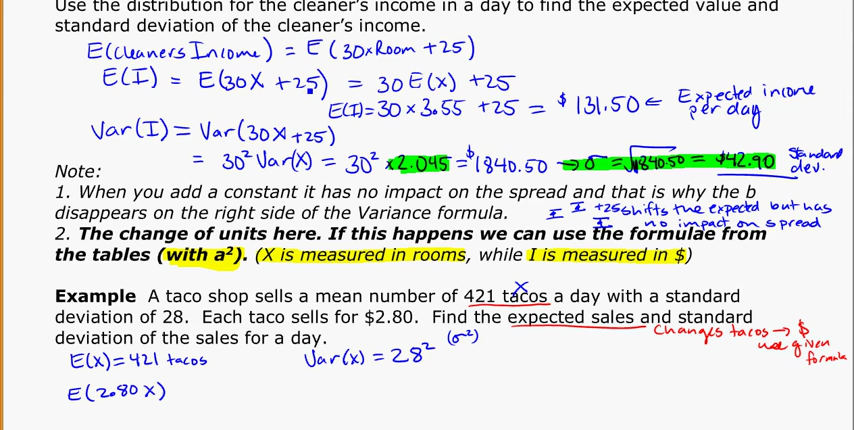 Use the distribution for the cleaner's income in a day to find the expected value and
standard deviation of the cleaner's income.
E(cleaners Income) = E(30×Room +25)
E(I) = E(30X +25) = 30E(x) +25
E(I)=30 × 3.55 +25 = $131.50 ← Expected income
per day
Var(I) = Var(30X+25)
= 30² Var(X) = 30² × 2.045 = $1840.50 → σ = √1840.50 = $42.90 Standard
dev.
Note:
1. When you add a constant it has no impact on the spread and that is why the b
disappears on the right side of the Variance formula.
+25 shifts the expected but has
no impact on spread
2. The change of units here. If this happens we can use the formulae from
the tables (with a²). (X is measured in rooms, while I is measured in $)
X
Example A taco shop sells a mean number of 421 tacos a day with a standard
deviation of 28. Each taco sells for $2.80. Find the expected sales and standard
deviation of the sales for a day.
changes tacos → $
use given
formula
E(X)=421 tacos Var(x) = 28² (σ²)
E(2.80X)